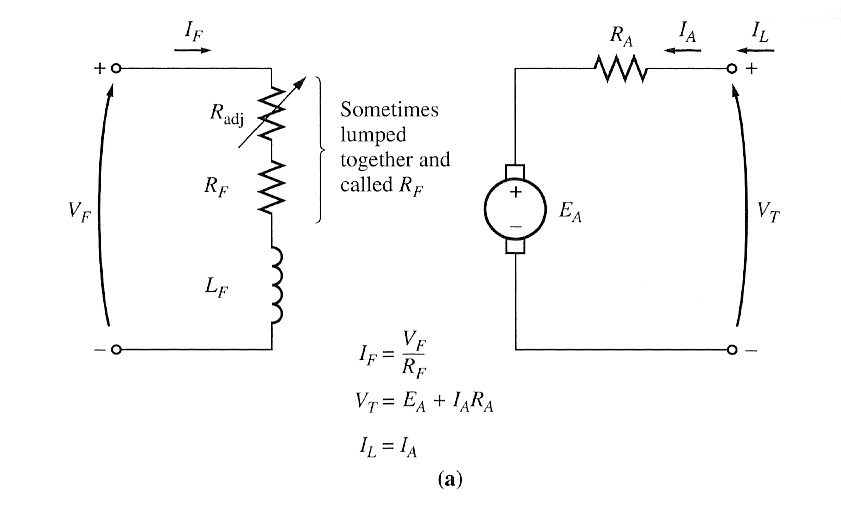 I_F
+
R_adj
R_F
V_F
L_F
−
Sometimes
lumped
together and
called R_F
R_A
I_A
I_L
+
+
−
E_A
V_T
−
I_F = V_F / R_F
V_T = E_A + I_A R_A
I_L = I_A
(a)